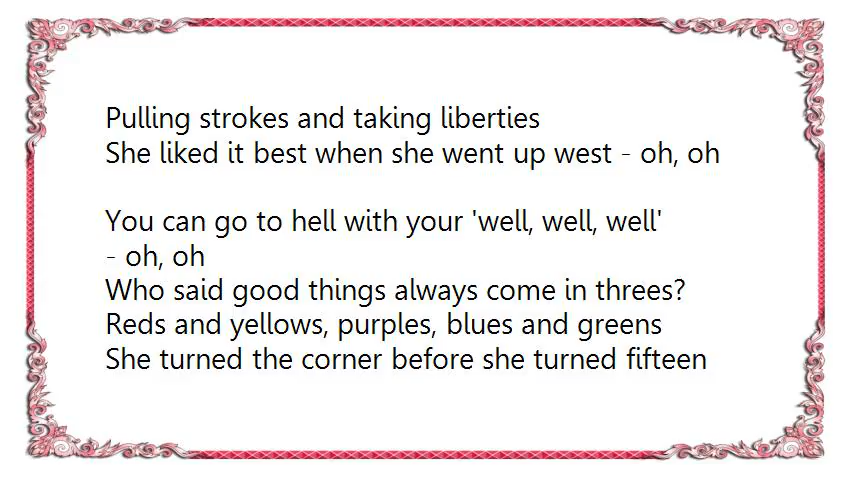 Pulling strokes and taking liberties
She liked it best when she went up west - oh, oh
You can go to hell with your 'well, well, well'
- oh, oh
Who said good things always come in threes?
Reds and yellows, purples, blues and greens
She turned the corner before she turned fifteen